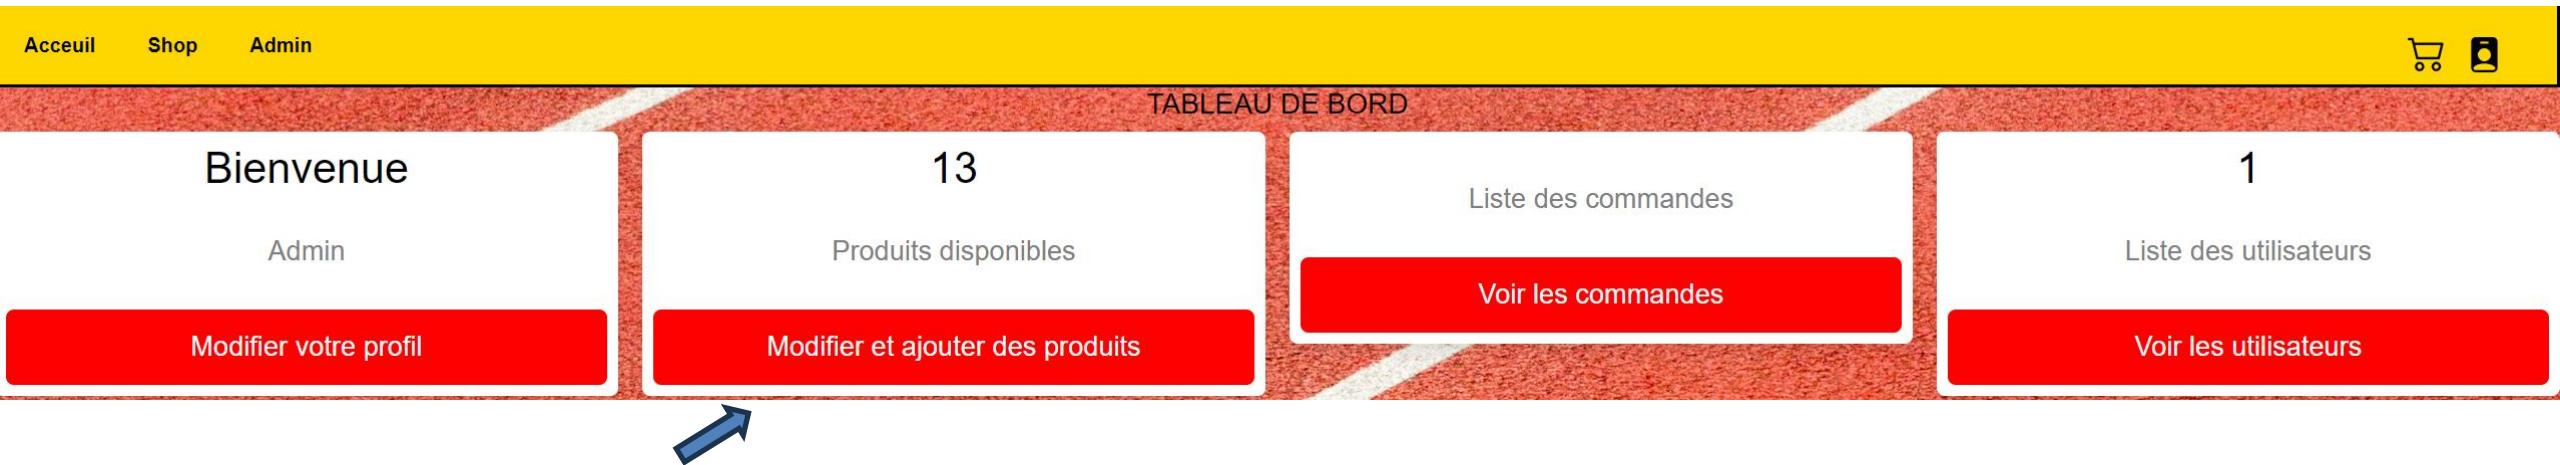 Acceuil Shop Admin
TABLEAU DE BORD
Bienvenue
Admin
Modifier votre profil
13
Produits disponibles
Modifier et ajouter des produits
Liste des commandes
Voir les commandes
1
Liste des utilisateurs
Voir les utilisateurs